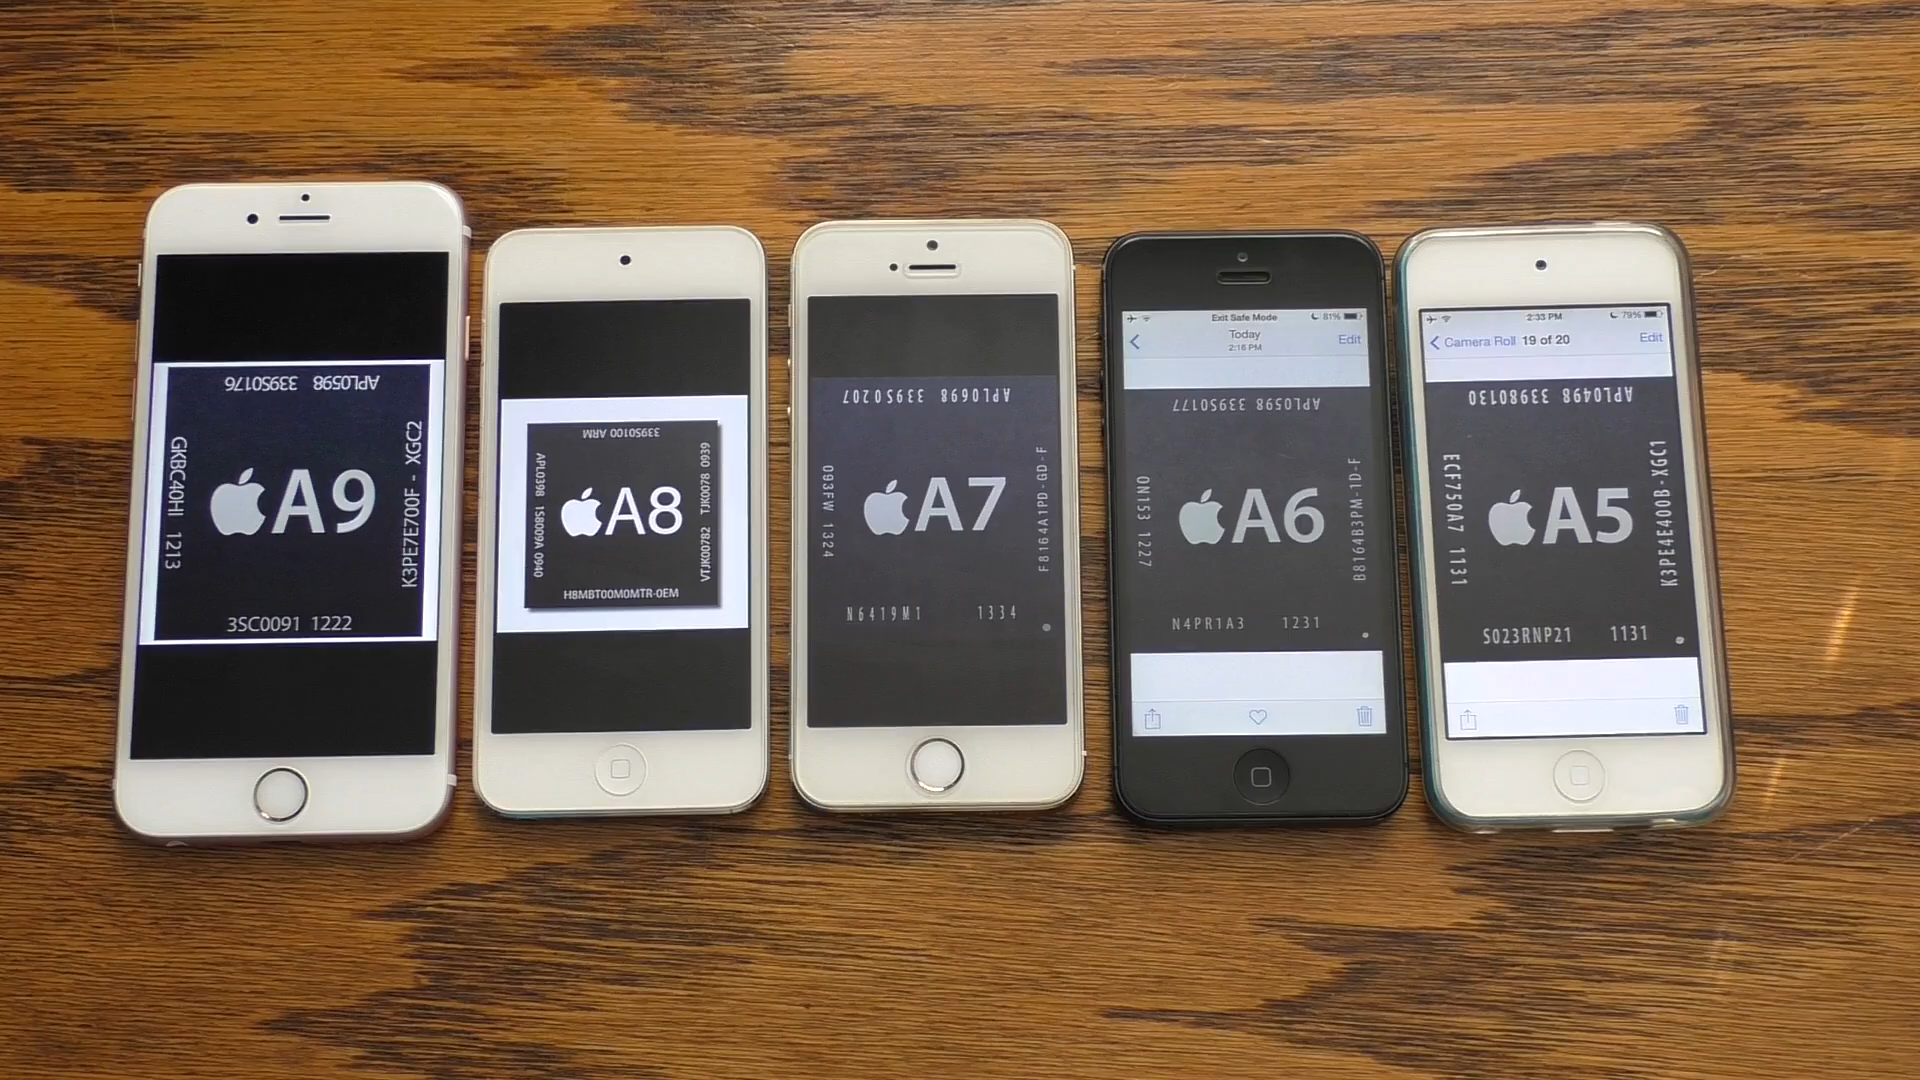 APL0598 339S0176
GKBC40HI 1213
A9
K3PE7E700F - XGC2
3SC0091 1222
339S0100 ARM
APL0398 158009A 0940
A8
VTJK00782 TJK0078 0939
H8MBT00M0MTR-0EM
APL0698 339S0207
093FW 1324
A7
F8164A1PD-GD-F
N6419M1 1334
Exit Safe Mode 81%
Today
2:16 PM
Edit
APL0598 339S0177
0N153 1227
A6
B8164B3PM-1D-F
N4PR1A3 1231
2:33 PM 79%
Camera Roll 19 of 20 Edit
APL0498 33980130
ECF750A7 1131
A5
K3PE4E400B-XGC1
S023RNP21 1131